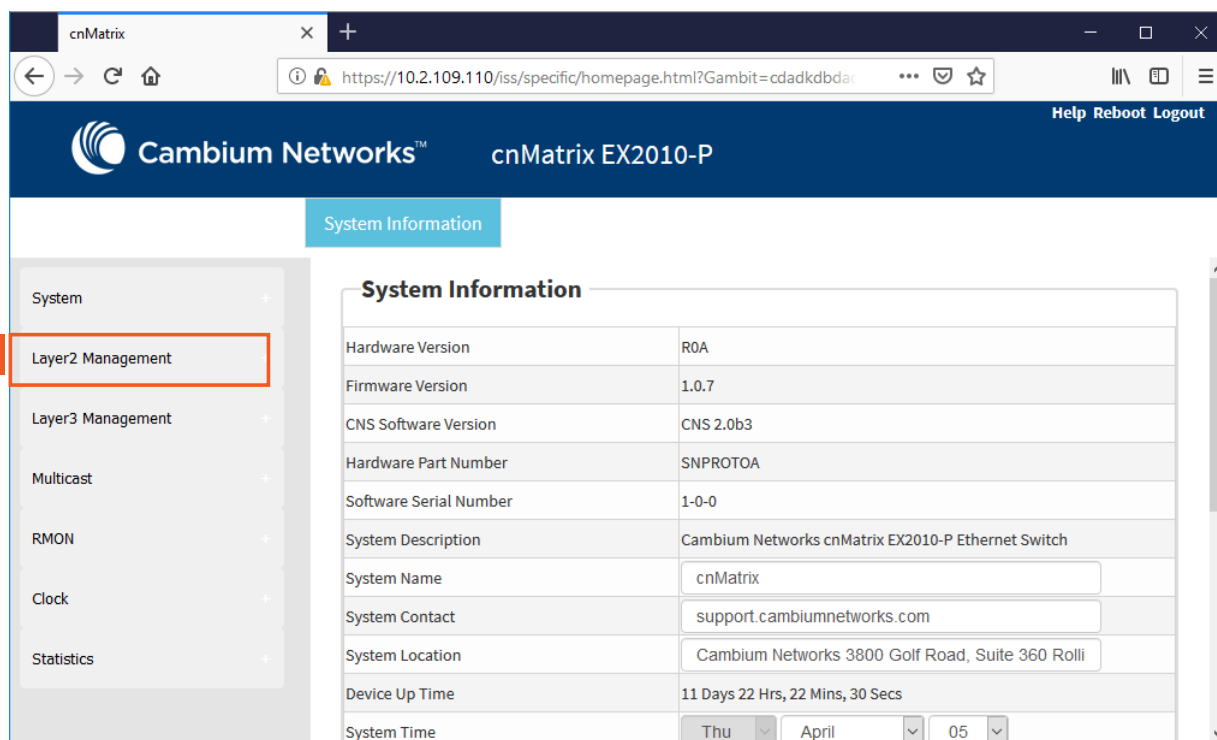 cnMatrix
https://10.2.109.110/iss/specific/homepage.html?Gambit=cdadkdbdac
Help Reboot Logout
Cambium Networks™ cnMatrix EX2010-P
System Information
System
Layer2 Management
Layer3 Management
Multicast
RMON
Clock
Statistics
System Information
Hardware Version R0A
Firmware Version 1.0.7
CNS Software Version CNS 2.0b3
Hardware Part Number SNPROTOA
Software Serial Number 1-0-0
System Description Cambium Networks cnMatrix EX2010-P Ethernet Switch
System Name cnMatrix
System Contact support.cambiumnetworks.com
System Location Cambium Networks 3800 Golf Road, Suite 360 Rolli
Device Up Time 11 Days 22 Hrs, 22 Mins, 30 Secs
System Time Thu April 05